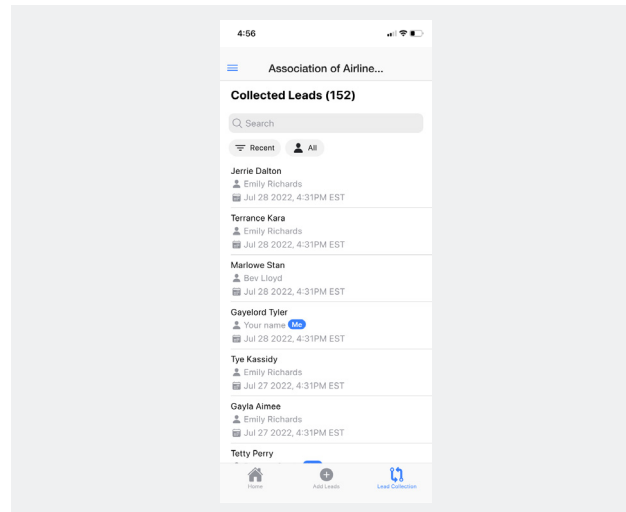 4:56
Association of Airline...
Collected Leads (152)
Search
Recent All
Jerrie Dalton
Emily Richards
Jul 28 2022, 4:31PM EST
Terrance Kara
Emily Richards
Jul 28 2022, 4:31PM EST
Marlowe Stan
Bev Lloyd
Jul 28 2022, 4:31PM EST
Gayelord Tyler
Your name Me
Jul 28 2022, 4:31PM EST
Tye Kassidy
Emily Richards
Jul 27 2022, 4:31PM EST
Gayla Aimee
Emily Richards
Jul 27 2022, 4:31PM EST
Tetty Perry
Home Add Leads Lead Collection